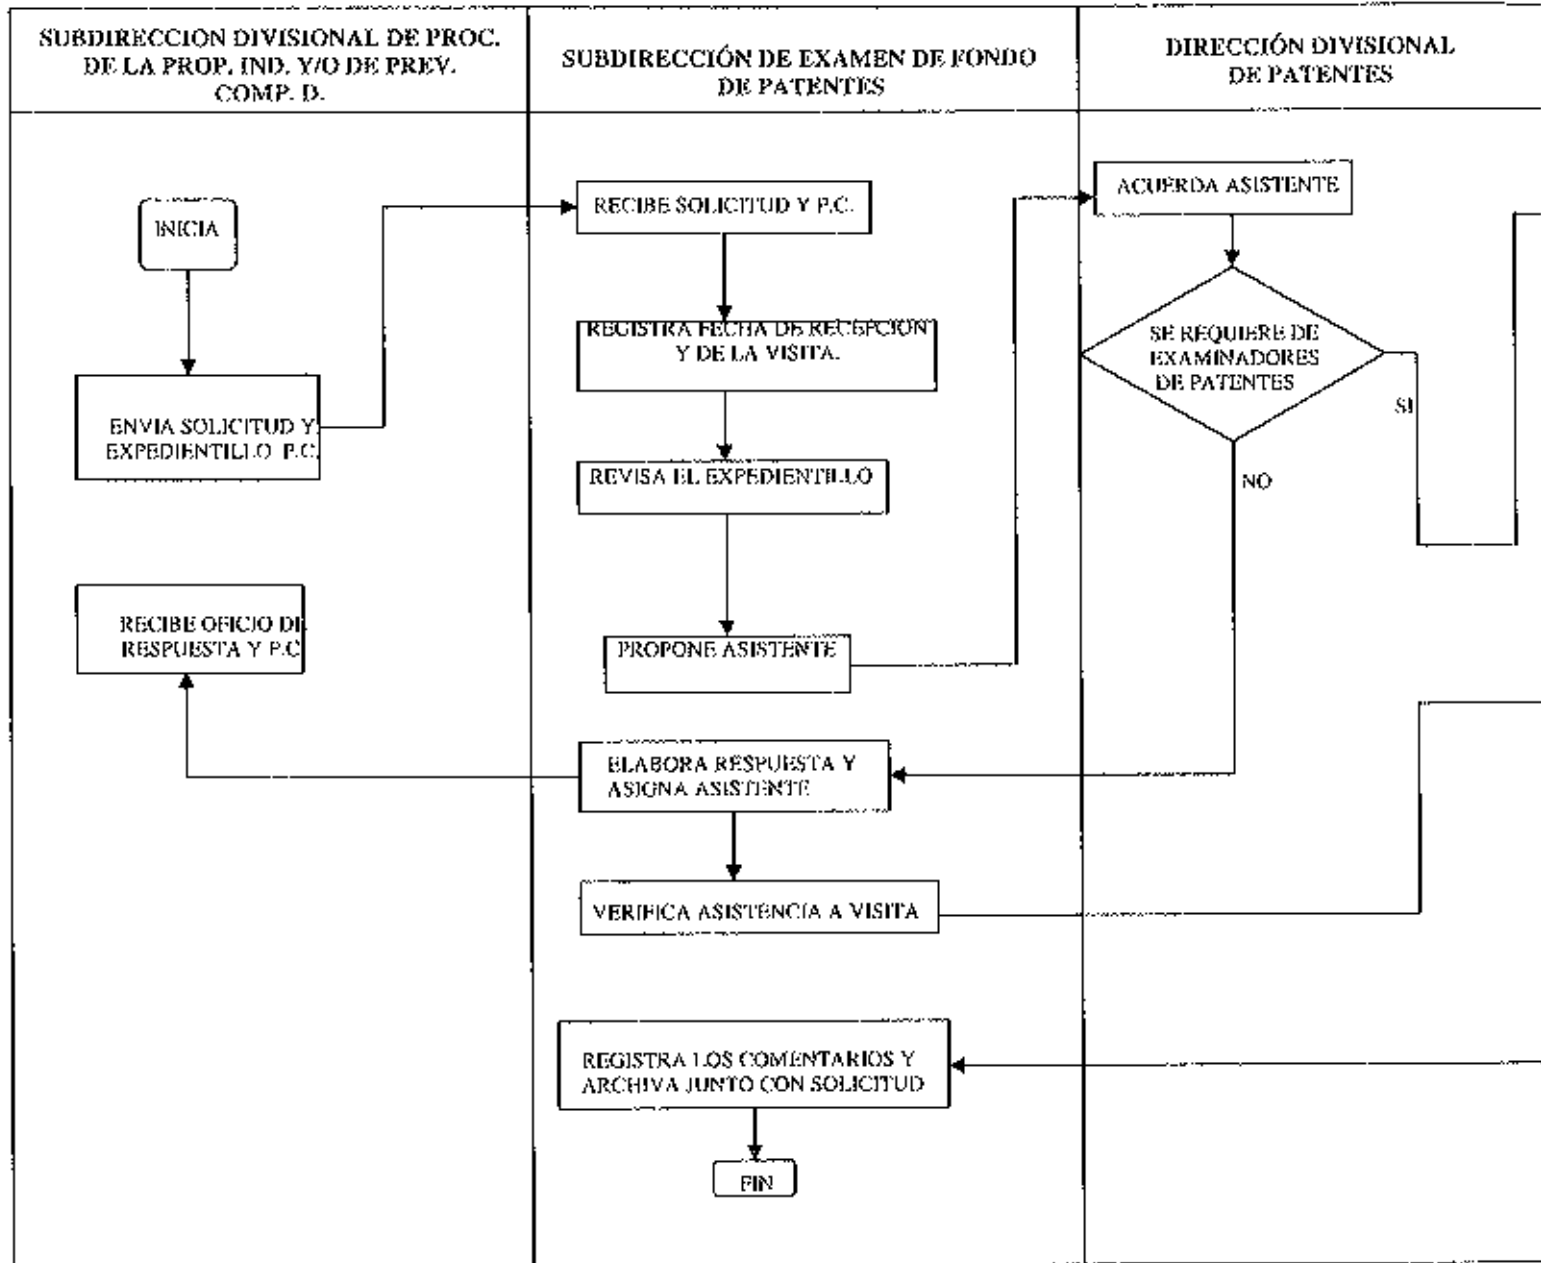 SUBDIRECCION DIVISIONAL DE PROC.
DE LA PROP. IND. Y/O DE PREV.
COMP. D.
SUBDIRECCIÓN DE EXAMEN DE FONDO
DE PATENTES
DIRECCIÓN DIVISIONAL
DE PATENTES
INICIA
ENVIA SOLICITUD Y
EXPEDIENTILLO P.C.
RECIBE OFICIO DE
RESPUESTA Y P.C
RECIBE SOLICITUD Y P.C.
REGISTRA FECHA DE RECEPCION
Y DE LA VISITA.
REVISA EL EXPEDIENTILLO
PROPONE ASISTENTE
ELABORA RESPUESTA Y
ASIGNA ASISTENTE
VERIFICA ASISTENCIA A VISITA
REGISTRA LOS COMENTARIOS Y
ARCHIVA JUNTO CON SOLICITUD
FIN
ACUERDA ASISTENTE
SE REQUIERE DE
EXAMINADORES
DE PATENTES
SI
NO